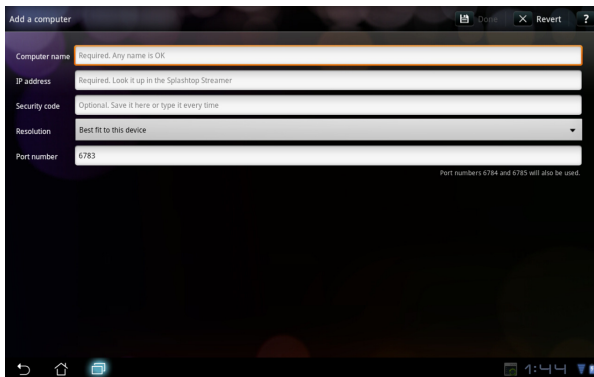 Add a computer
Done
Revert
?
Computer name
Required. Any name is OK
IP address
Required. Look it up in the Splashtop Streamer
Security code
Optional. Save it here or type it every time
Resolution
Best fit to this device
Port number
6783
Port numbers 6784 and 6785 will also be used.
1:44